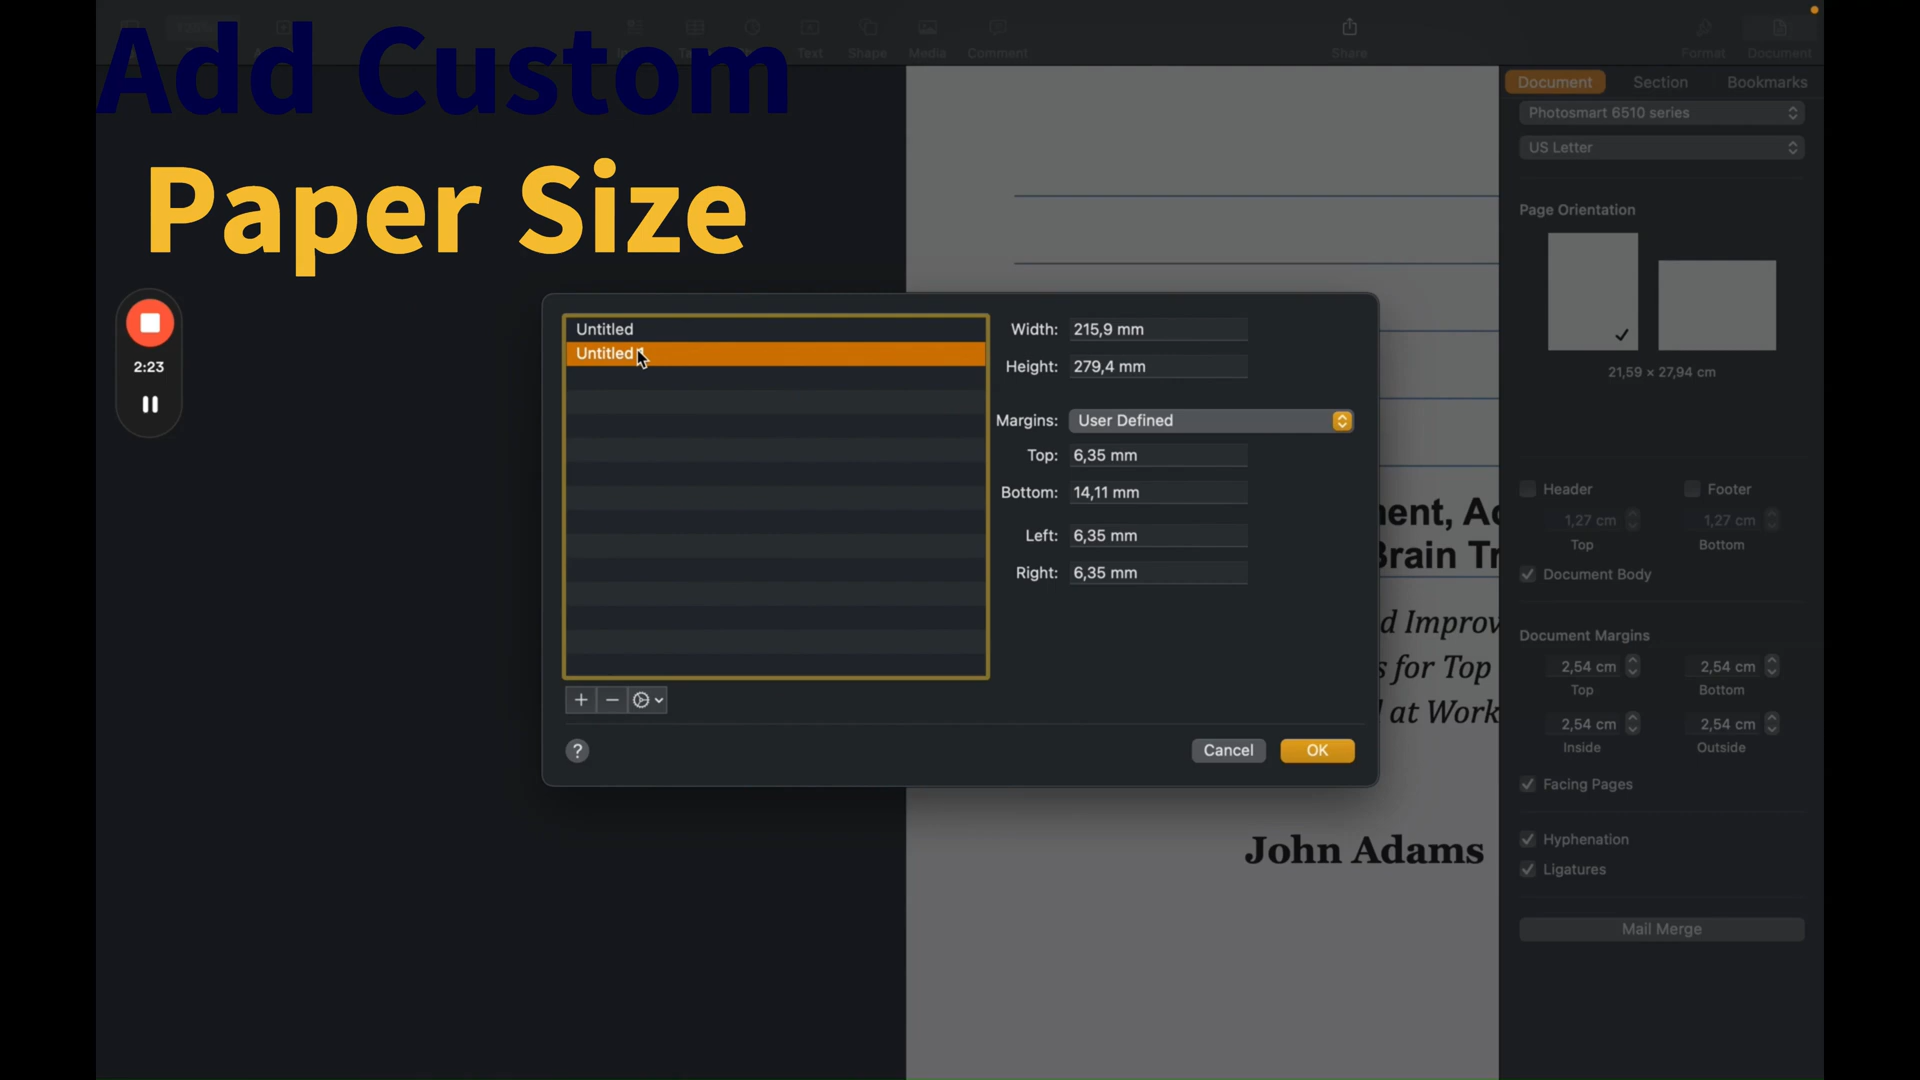 Add Custom
Paper Size
Text
Shape
Media
Comment
Share
Format
Document
Document
Section
Bookmarks
Photosmart 6510 series
US Letter
Page Orientation
21,59 × 27,94 cm
2:23
Untitled
Untitled
Width: 215,9 mm
Height: 279,4 mm
Margins: User Defined
Top: 6,35 mm
Bottom: 14,11 mm
Left: 6,35 mm
Right: 6,35 mm
?
Cancel
OK
Header
Footer
1,27 cm
1,27 cm
Top
Bottom
Document Body
Document Margins
2,54 cm
2,54 cm
Top
Bottom
2,54 cm
2,54 cm
Inside
Outside
Facing Pages
Hyphenation
Ligatures
Mail Merge
d Improv
s for Top
at Work
John Adams